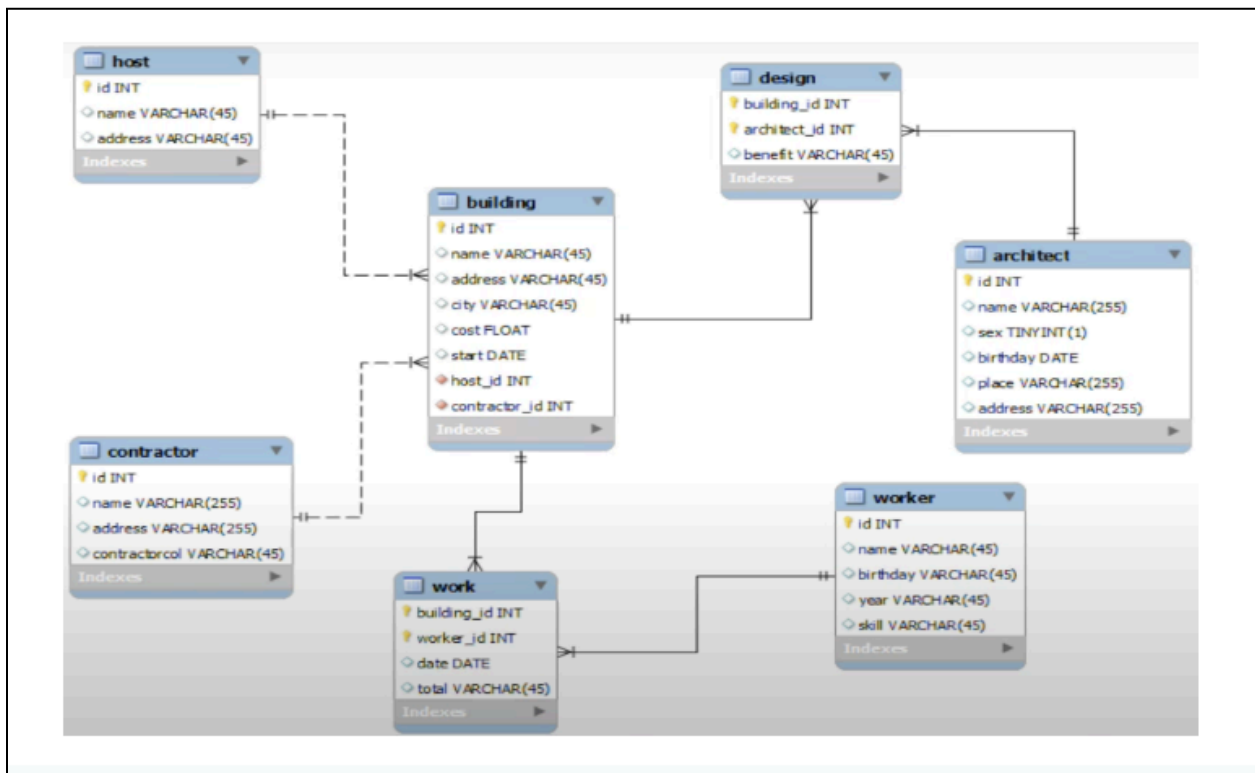 host
id INT
name VARCHAR(45)
address VARCHAR(45)
Indexes
design
building_id INT
architect_id INT
benefit VARCHAR(45)
Indexes
building
id INT
name VARCHAR(45)
address VARCHAR(45)
city VARCHAR(45)
cost FLOAT
start DATE
host_id INT
contractor_id INT
Indexes
architect
id INT
name VARCHAR(255)
sex TINYINT(1)
birthday DATE
place VARCHAR(255)
address VARCHAR(255)
Indexes
contractor
id INT
name VARCHAR(255)
address VARCHAR(255)
contractorcol VARCHAR(45)
Indexes
worker
id INT
name VARCHAR(45)
birthday VARCHAR(45)
year VARCHAR(45)
skill VARCHAR(45)
Indexes
work
building_id INT
worker_id INT
date DATE
total VARCHAR(45)
Indexes